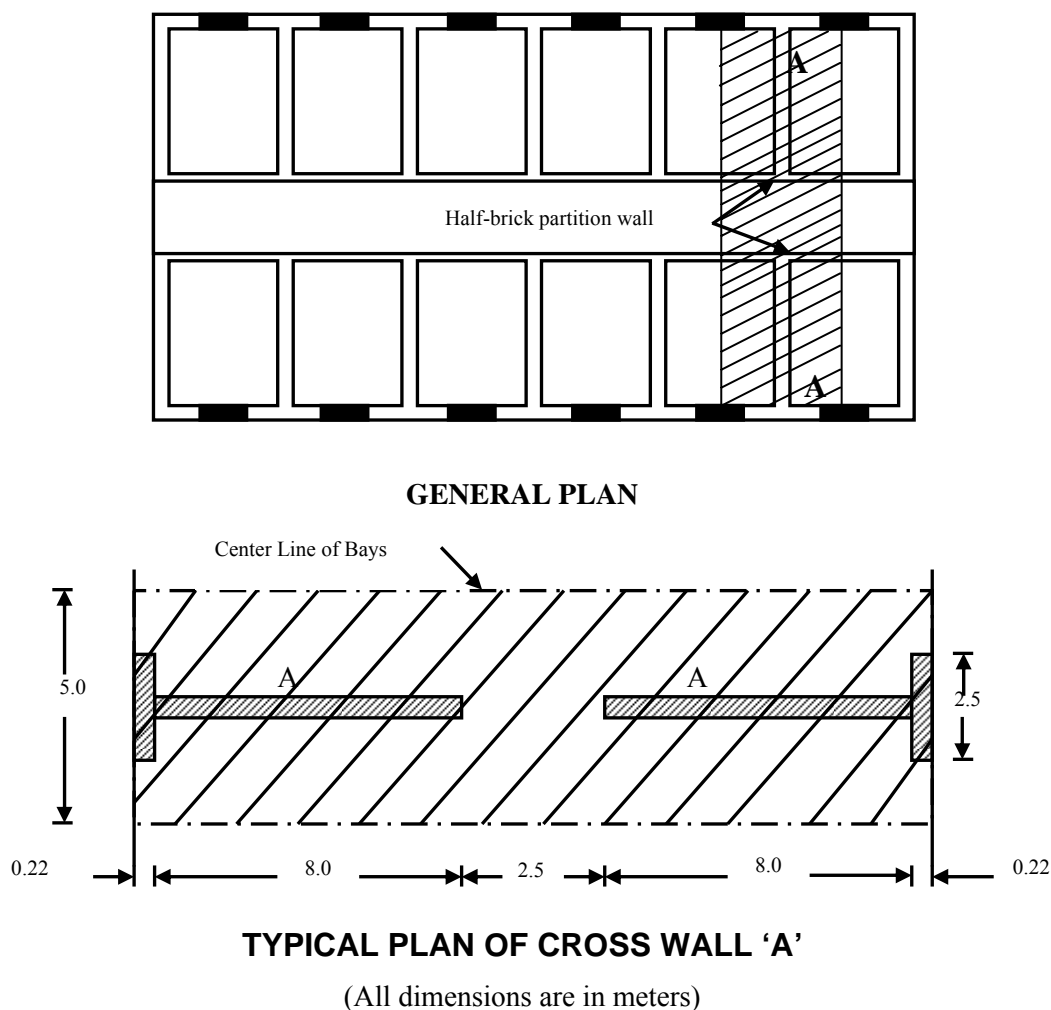 A
Half-brick partition wall
A
GENERAL PLAN
Center Line of Bays
A
A
5.0
2.5
0.22
8.0
2.5
8.0
0.22
TYPICAL PLAN OF CROSS WALL ‘A’
(All dimensions are in meters)